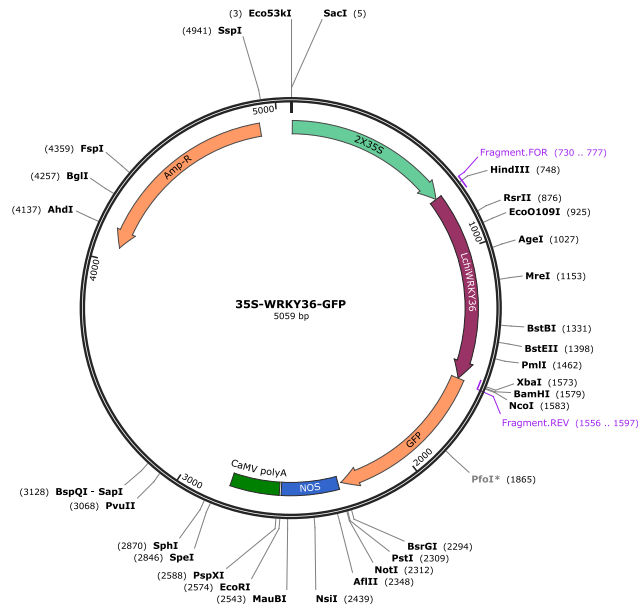 (3) Eco53kI
SacI (5)
(4941) SspI
5000
2X35S
Amp-R
(4359) FspI
(4257) BglI
(4137) AhdI
4000
Fragment.FOR (730 .. 777)
HindIII (748)
RsrII (876)
EcoO109I (925)
1000
AgeI (1027)
MreI (1153)
LchiWRKY36
35S-WRKY36-GFP
5059 bp
BstBI (1331)
BstEII (1398)
PmlI (1462)
XbaI (1573)
BamHI (1579)
NcoI (1583)
Fragment.REV (1556 .. 1597)
GFP
2000
PfoI* (1865)
CaMV polyA
NOS
3000
(3128) BspQI - SapI
(3068) PvuII
(2870) SphI
(2846) SpeI
(2588) PspXI
(2574) EcoRI
(2543) MauBI
NsiI (2439)
AflII (2348)
NotI (2312)
PstI (2309)
BsrGI (2294)